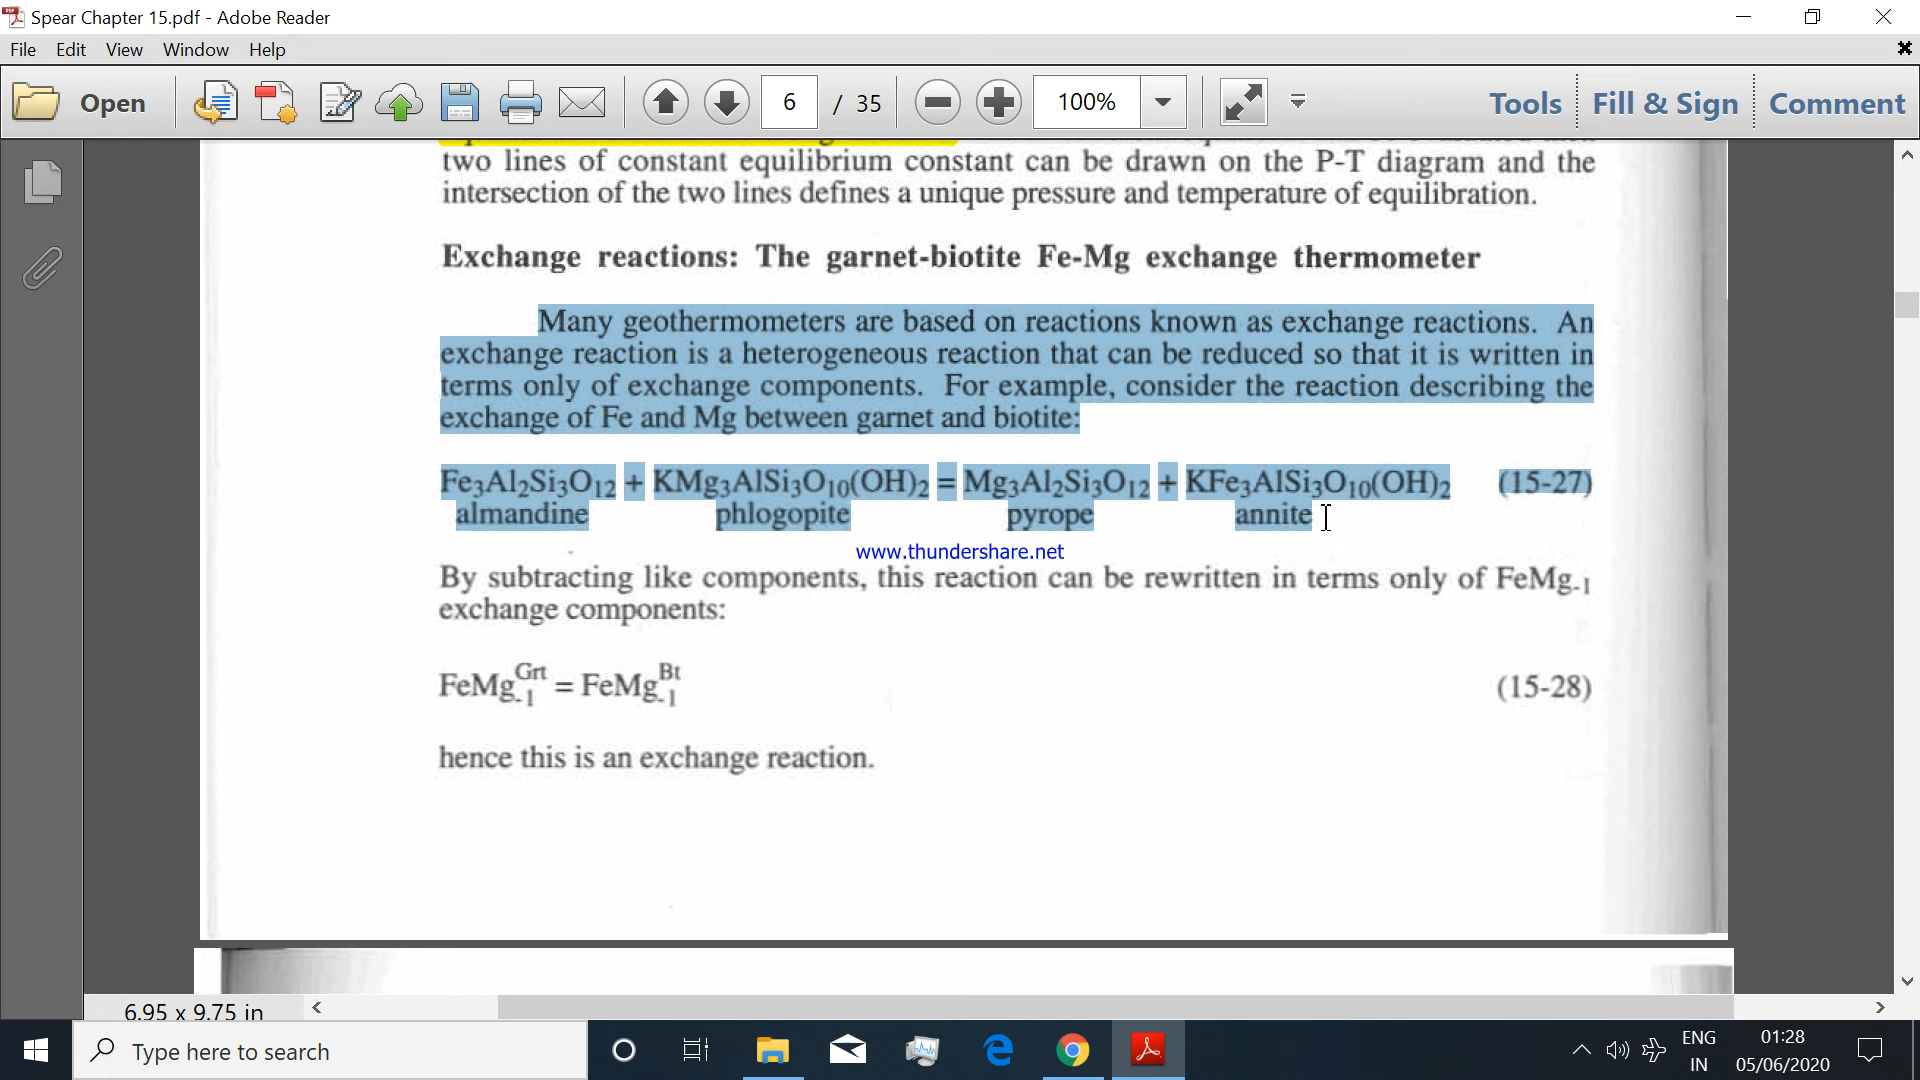 Spear Chapter 15.pdf - Adobe Reader
File Edit View Window Help
Open 6 / 35 100% Tools Fill & Sign Comment
two lines of constant equilibrium constant can be drawn on the P-T diagram and the
intersection of the two lines defines a unique pressure and temperature of equilibration.
Exchange reactions: The garnet-biotite Fe-Mg exchange thermometer
Many geothermometers are based on reactions known as exchange reactions. An
exchange reaction is a heterogeneous reaction that can be reduced so that it is written in
terms only of exchange components. For example, consider the reaction describing the
exchange of Fe and Mg between garnet and biotite:
Fe3Al2Si3O12 + KMg3AlSi3O10(OH)2 = Mg3Al2Si3O12 + KFe3AlSi3O10(OH)2 (15-27)
almandine phlogopite pyrope annite
www.thundershare.net
By subtracting like components, this reaction can be rewritten in terms only of FeMg-1
exchange components:
FeMg-1 Grt = FeMg-1 Bt (15-28)
hence this is an exchange reaction.
6.95 x 9.75 in
Type here to search
ENG 01:28
IN 05/06/2020